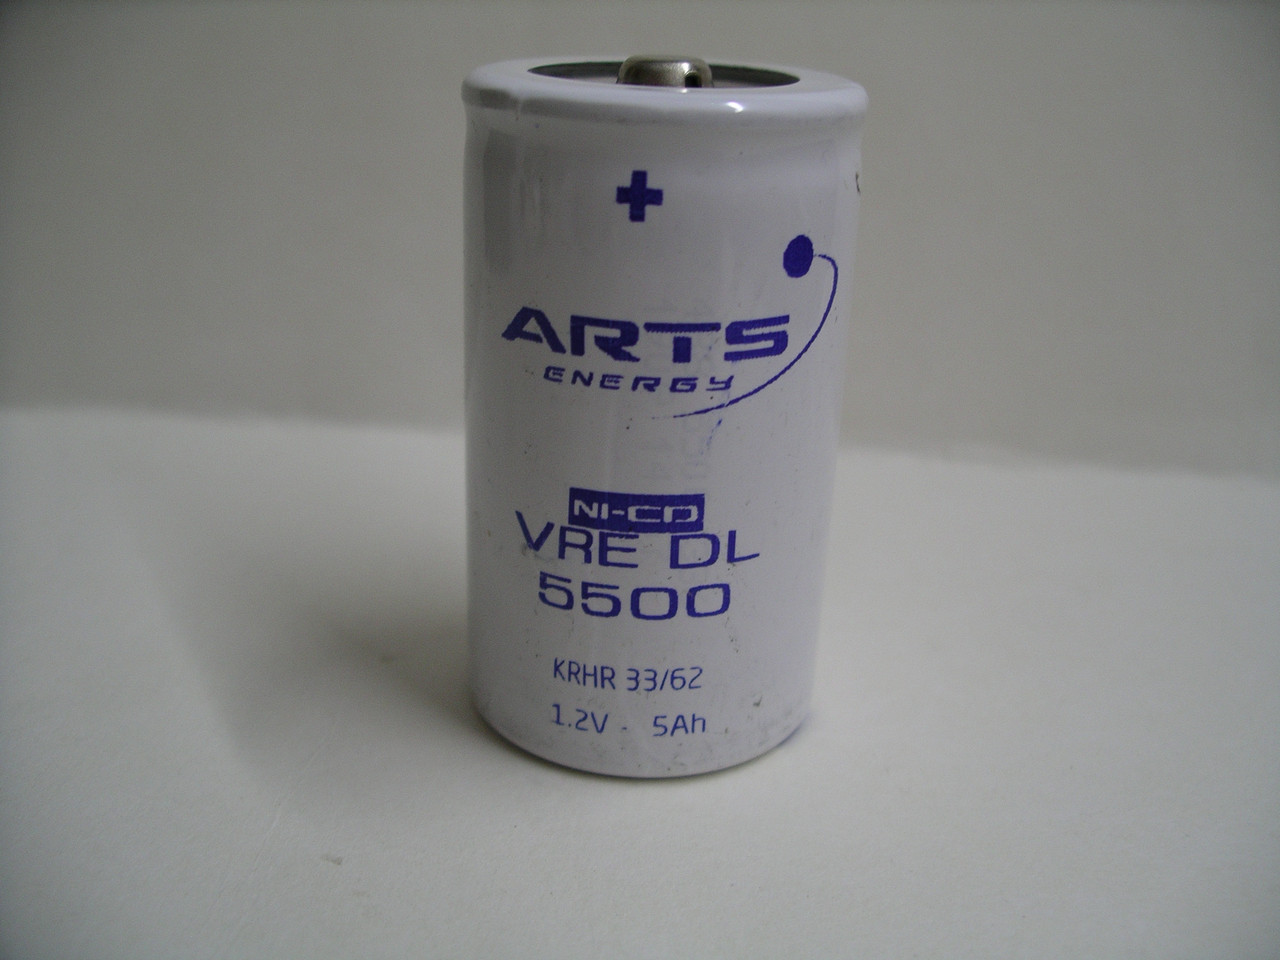 +
ARTS
ENERGY
NI-CD
VRE DL
5500
KRHR 33/62
1.2V - 5Ah